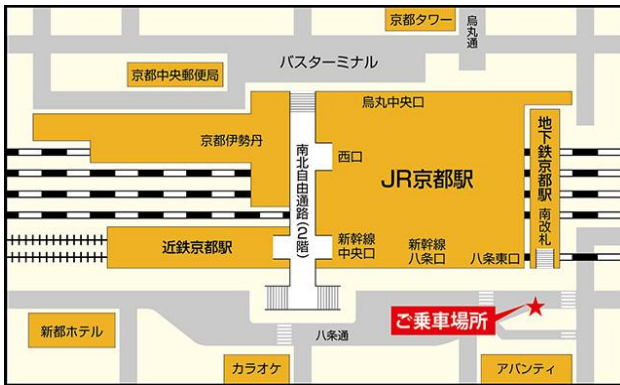 京都タワー
烏丸通
バスターミナル
京都中央郵便局
烏丸中央口
京都伊勢丹
南北自由通路(2階)
西口
JR京都駅
地下鉄京都駅
南改札
近鉄京都駅
新幹線
中央口
新幹線
八条口
八条東口
ご乗車場所
新都ホテル
八条通
カラオケ
アバンティ